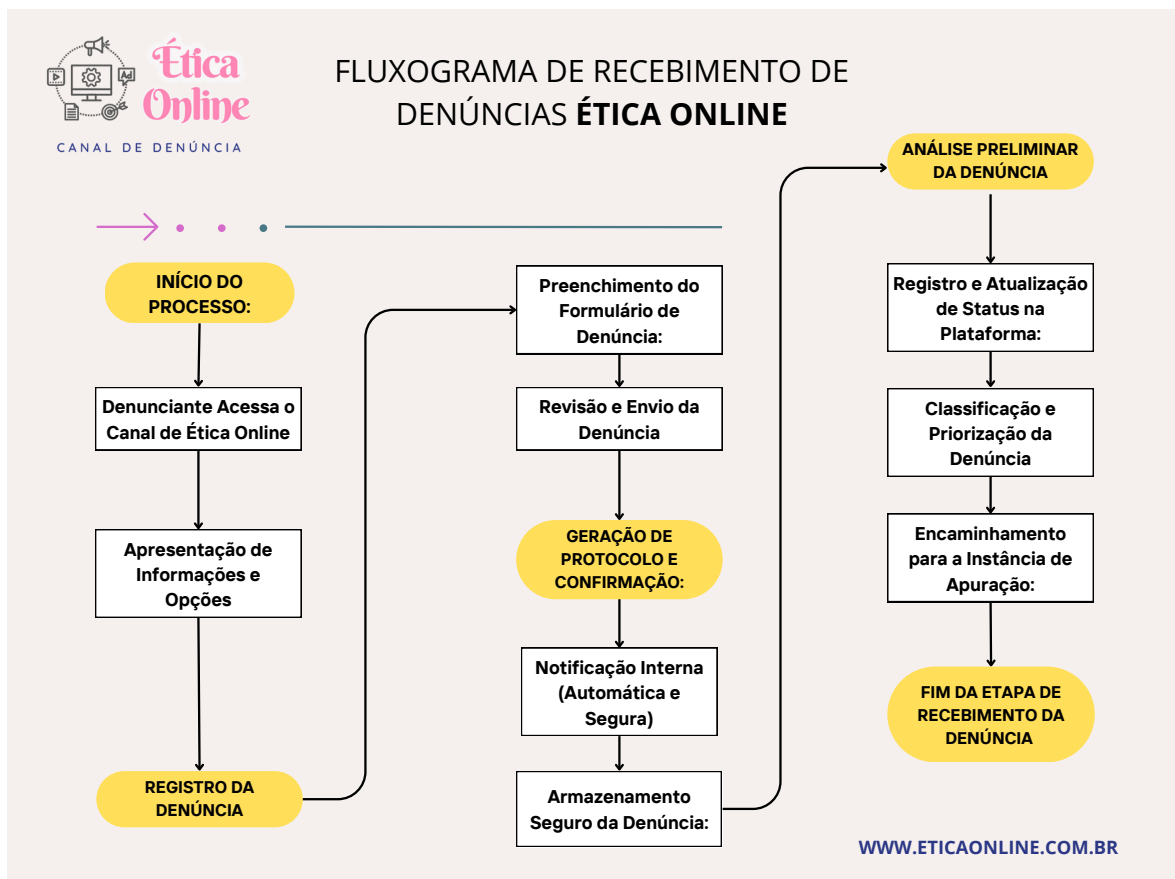 Ética
Online
CANAL DE DENÚNCIA
FLUXOGRAMA DE RECEBIMENTO DE
DENÚNCIAS ÉTICA ONLINE
INÍCIO DO
PROCESSO:
Denunciante Acessa o
Canal de Ética Online
Apresentação de
Informações e
Opções
REGISTRO DA
DENÚNCIA
Preenchimento do
Formulário de
Denúncia:
Revisão e Envio da
Denúncia
GERAÇÃO DE
PROTOCOLO E
CONFIRMAÇÃO:
Notificação Interna
(Automática e
Segura)
Armazenamento
Seguro da Denúncia:
ANÁLISE PRELIMINAR
DA DENÚNCIA
Registro e Atualização
de Status na
Plataforma:
Classificação e
Priorização da
Denúncia
Encaminhamento
para a Instância de
Apuração:
FIM DA ETAPA DE
RECEBIMENTO DA
DENÚNCIA
WWW.ETICAONLINE.COM.BR
Ad